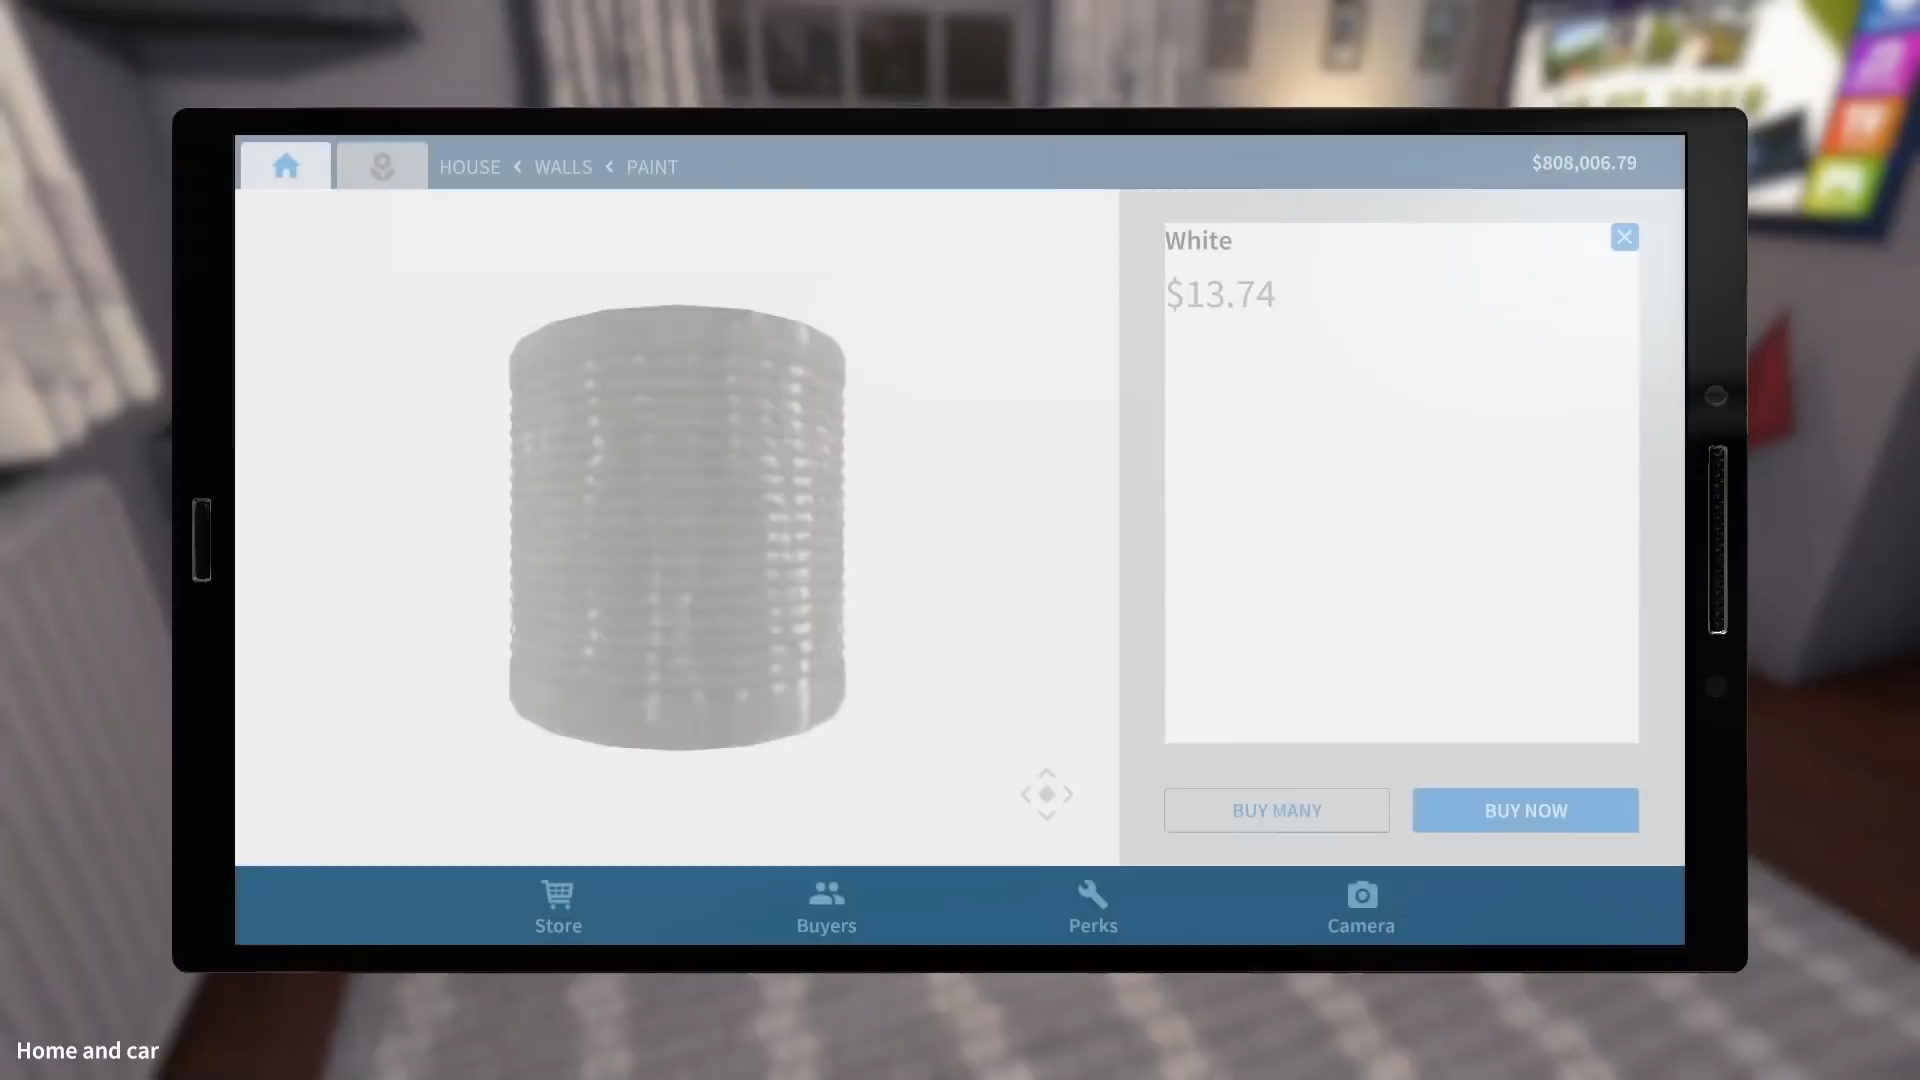 HOUSE < WALLS < PAINT
$808,006.79
White
$13.74
BUY MANY
BUY NOW
Store
Buyers
Perks
Camera
Home and car